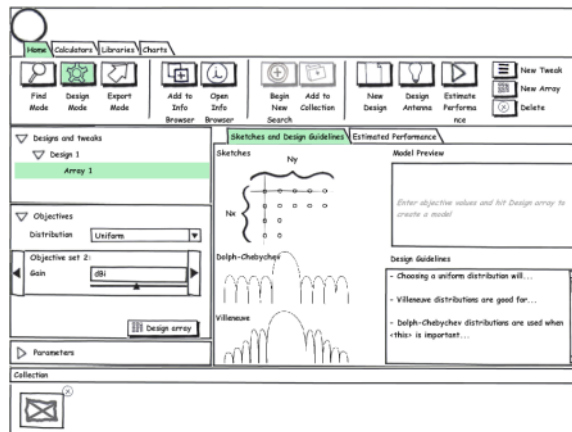 Home Calculators Libraries Charts
Find Mode
Design Mode
Export Mode
Add to Info Browser
Open Info Browser
Begin New Search
Add to Collection
New Design
Design Antenna
Estimate Performa nce
New Tweak
New Array
Delete
Designs and tweaks
Design 1
Array 1
Objectives
Distribution Uniform
Objective set 2:
Gain dBi
Design array
Parameters
Sketches and Design Guidelines Estimated Performance
Sketches
Ny
Nx
Dolph-Chebychev
Villeneuve
Model Preview
Enter objective values and hit Design array to
create a model
Design Guidelines
- Choosing a uniform distribution will...
- Villeneuve distributions are good for...
- Dolph-Chebychev distributions are used when
<this> is important...
Collection